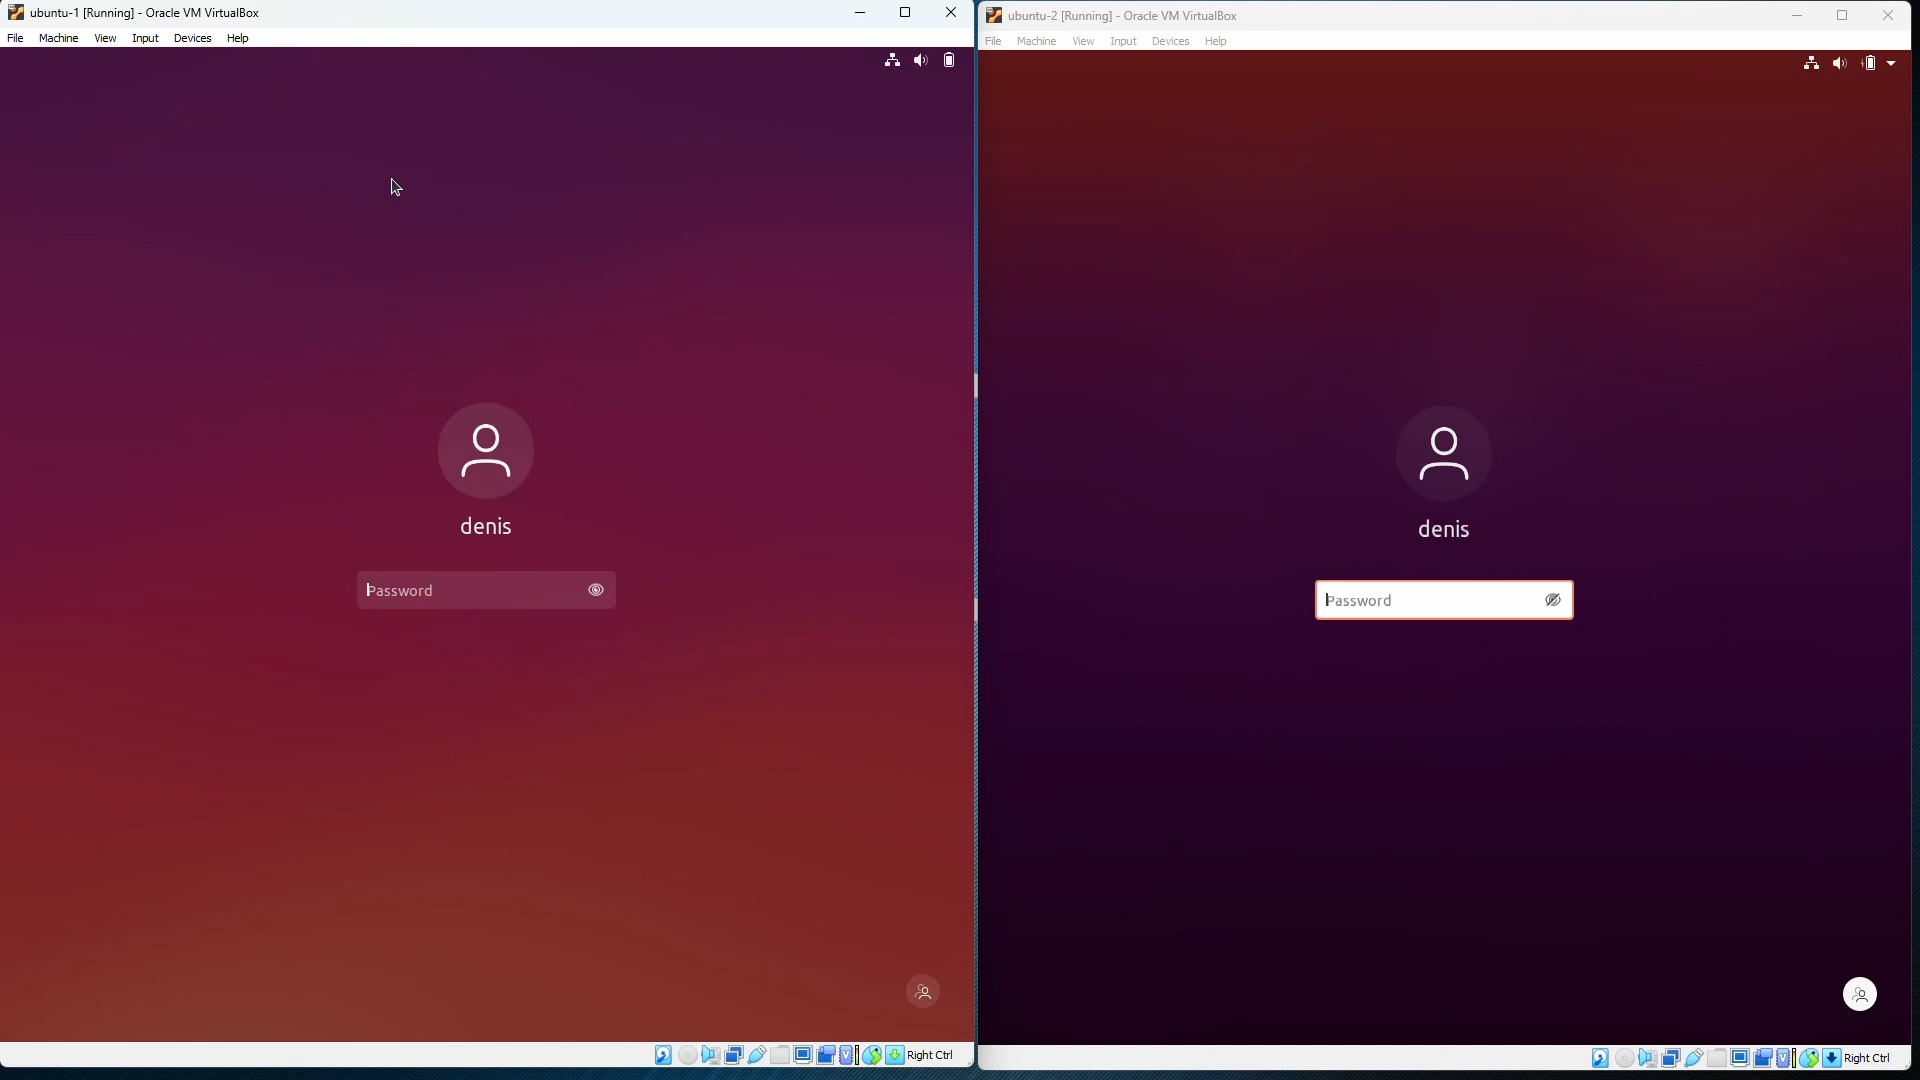 ubuntu-1 [Running] - Oracle VM VirtualBox
File Machine View Input Devices Help
denis
Password
Right Ctrl
ubuntu-2 [Running] - Oracle VM VirtualBox
File Machine View Input Devices Help
denis
Password
Right Ctrl